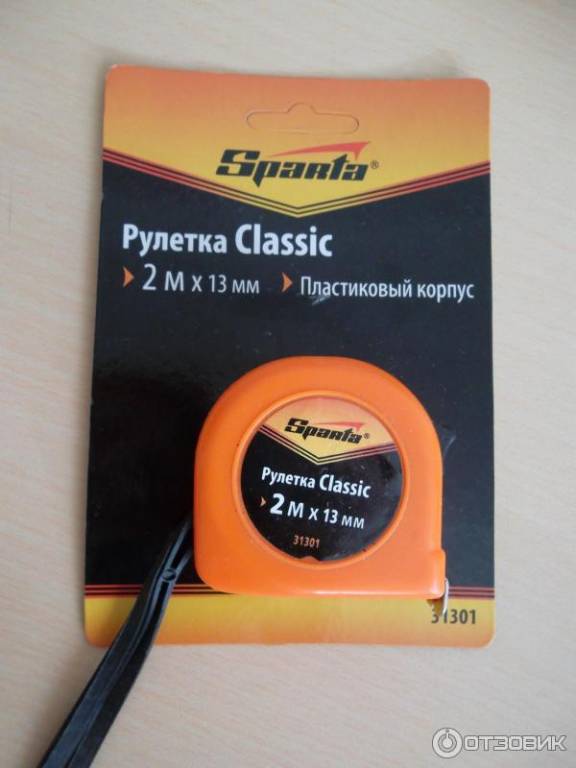 Sparta®
Рулетка Classic
2 м х 13 мм Пластиковый корпус
Sparta®
Рулетка Classic
2 м х 13 мм
31301
31301
ОТЗОВИК